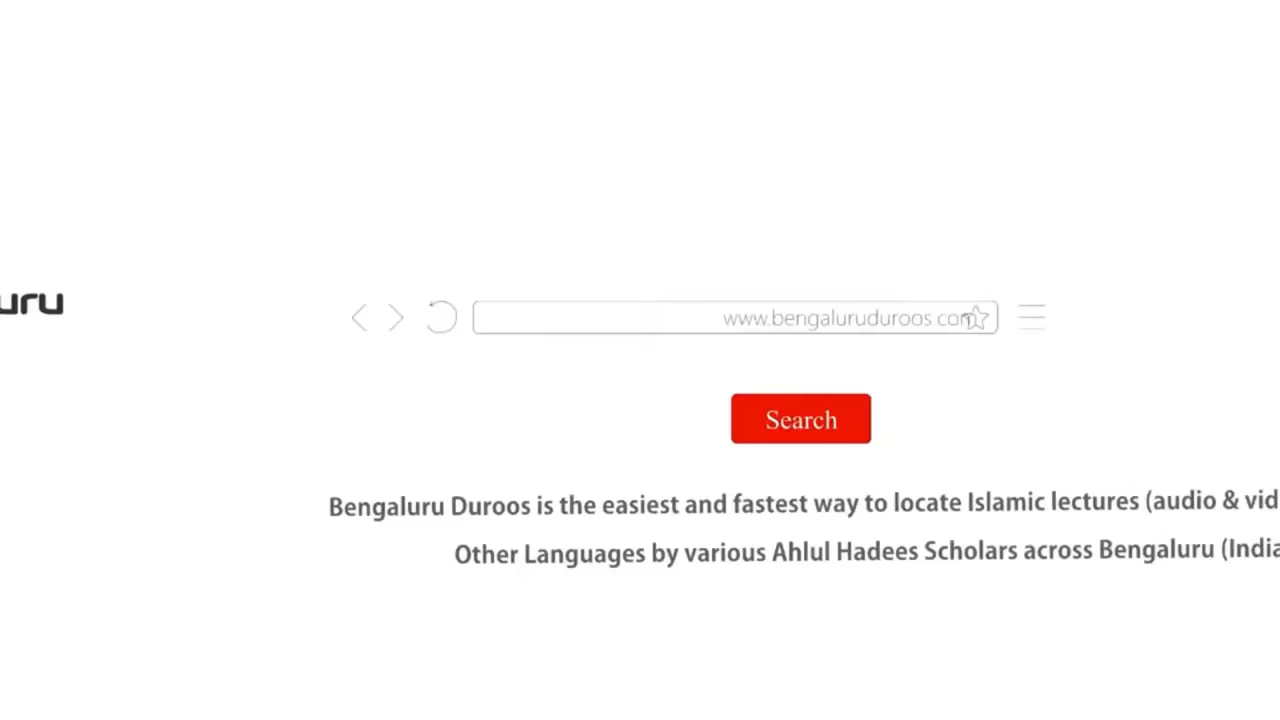 uru
www.bengaluruduroos.com
Search
Bengaluru Duroos is the easiest and fastest way to locate Islamic lectures (audio & vid
Other Languages by various Ahlul Hadees Scholars across Bengaluru (India